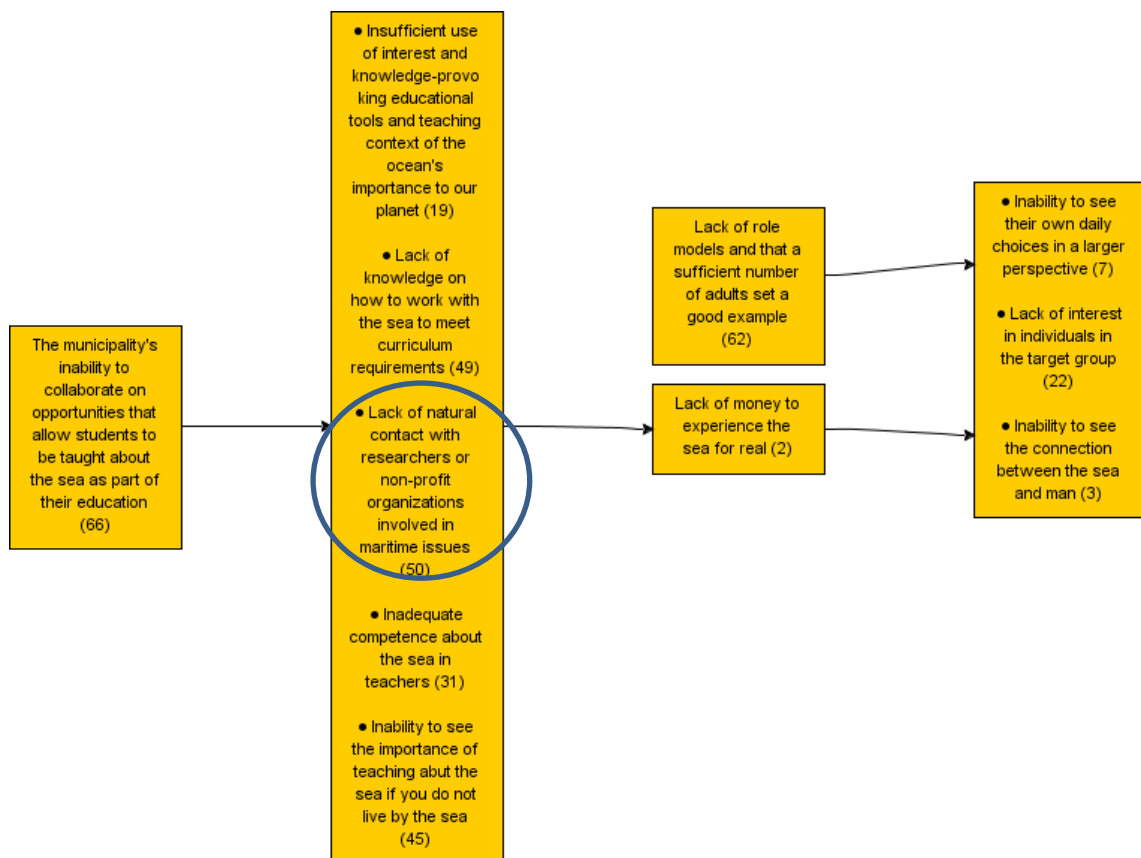 The municipality's
inability to
collaborate on
opportunities that
allow students to
be taught about
the sea as part of
their education
(66)
● Insufficient use
of interest and
knowledge-provo
king educational
tools and teaching
context of the
ocean's
importance to our
planet (19)
● Lack of
knowledge on
how to work with
the sea to meet
curriculum
requirements (49)
● Lack of natural
contact with
researchers or
non-profit
organizations
involved in
maritime issues
(50)
● Inadequate
competence about
the sea in
teachers (31)
● Inability to see
the importance of
teaching abut the
sea if you do not
live by the sea
(45)
Lack of role
models and that a
sufficient number
of adults set a
good example
(62)
Lack of money to
experience the
sea for real (2)
● Inability to see
their own daily
choices in a larger
perspective (7)
● Lack of interest
in individuals in
the target group
(22)
● Inability to see
the connection
between the sea
and man (3)